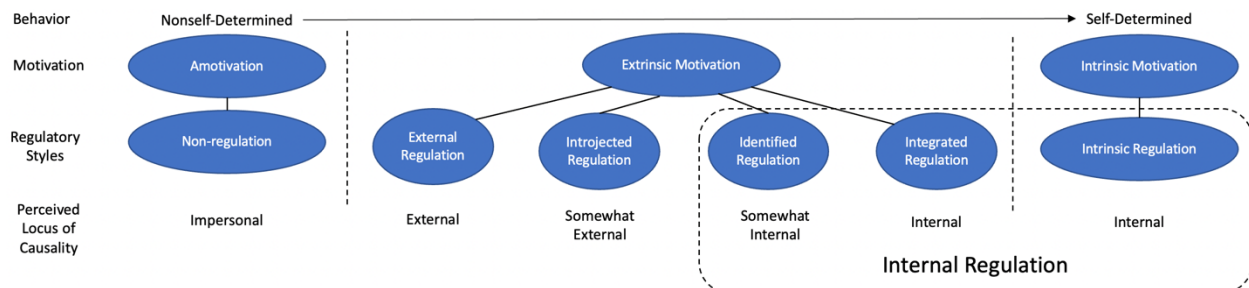 Behavior
Nonself-Determined
Self-Determined
Motivation
Amotivation
Extrinsic Motivation
Intrinsic Motivation
Regulatory
Styles
Non-regulation
External
Regulation
Introjected
Regulation
Identified
Regulation
Integrated
Regulation
Intrinsic Regulation
Perceived
Locus of
Causality
Impersonal
External
Somewhat
External
Somewhat
Internal
Internal
Internal
Internal Regulation